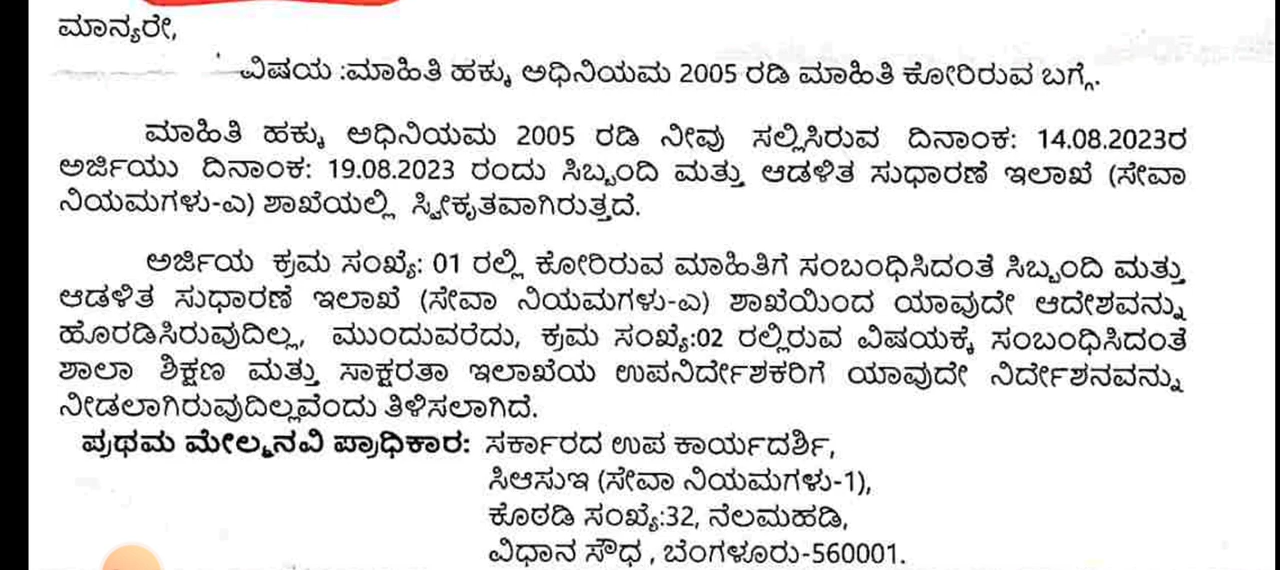 ಮಾನ್ಯರೇ,
ವಿಷಯ :ಮಾಹಿತಿ ಹಕ್ಕು ಅಧಿನಿಯಮ 2005 ರಡಿ ಮಾಹಿತಿ ಕೋರಿರುವ ಬಗ್ಗೆ.
ಮಾಹಿತಿ ಹಕ್ಕು ಅಧಿನಿಯಮ 2005 ರಡಿ ನೀವು ಸಲ್ಲಿಸಿರುವ ದಿನಾಂಕ: 14.08.2023ರ
ಅರ್ಜಿಯು ದಿನಾಂಕ: 19.08.2023 ರಂದು ಸಿಬ್ಬಂದಿ ಮತ್ತು ಆಡಳಿತ ಸುಧಾರಣೆ ಇಲಾಖೆ (ಸೇವಾ
ನಿಯಮಗಳು-ಎ) ಶಾಖೆಯಲ್ಲಿ ಸ್ವೀಕೃತವಾಗಿರುತ್ತದೆ.
ಅರ್ಜಿಯ ಕ್ರಮ ಸಂಖ್ಯೆ: 01 ರಲ್ಲಿ ಕೋರಿರುವ ಮಾಹಿತಿಗೆ ಸಂಬಂಧಿಸಿದಂತೆ ಸಿಬ್ಬಂದಿ ಮತ್ತು
ಆಡಳಿತ ಸುಧಾರಣೆ ಇಲಾಖೆ (ಸೇವಾ ನಿಯಮಗಳು-ಎ) ಶಾಖೆಯಿಂದ ಯಾವುದೇ ಆದೇಶವನ್ನು
ಹೊರಡಿಸಿರುವುದಿಲ್ಲ, ಮುಂದುವರೆದು, ಕ್ರಮ ಸಂಖ್ಯೆ:02 ರಲ್ಲಿರುವ ವಿಷಯಕ್ಕೆ ಸಂಬಂಧಿಸಿದಂತೆ
ಶಾಲಾ ಶಿಕ್ಷಣ ಮತ್ತು ಸಾಕ್ಷರತಾ ಇಲಾಖೆಯ ಉಪನಿರ್ದೇಶಕರಿಗೆ ಯಾವುದೇ ನಿರ್ದೇಶನವನ್ನು
ನೀಡಲಾಗಿರುವುದಿಲ್ಲವೆಂದು ತಿಳಿಸಲಾಗಿದೆ.
ಪ್ರಥಮ ಮೇಲ್ಮನವಿ ಪ್ರಾಧಿಕಾರ: ಸರ್ಕಾರದ ಉಪ ಕಾರ್ಯದರ್ಶಿ,
ಸಿಆಸುಇ (ಸೇವಾ ನಿಯಮಗಳು-1),
ಕೊಠಡಿ ಸಂಖ್ಯೆ:32, ನೆಲಮಹಡಿ,
ವಿಧಾನ ಸೌಧ , ಬೆಂಗಳೂರು-560001.